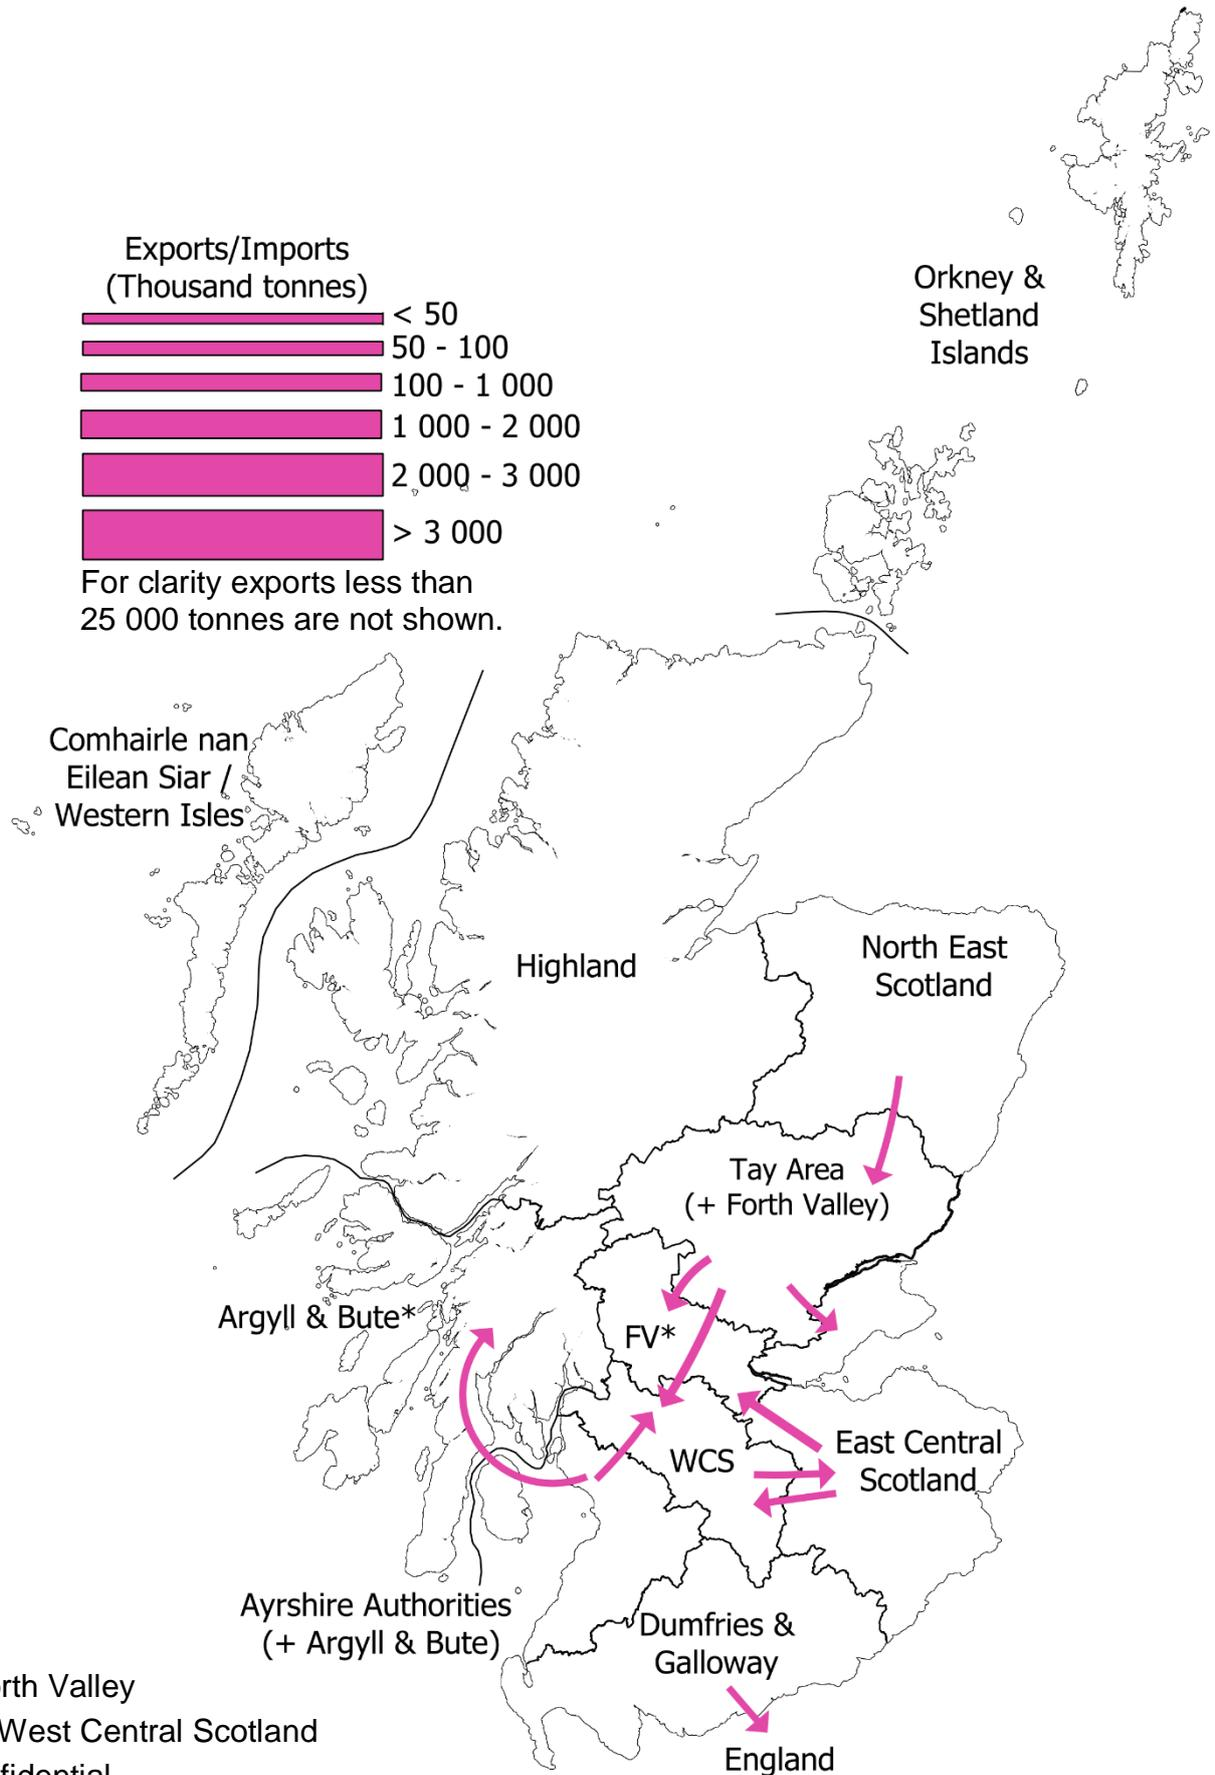 Exports/Imports
(Thousand tonnes)
< 50
50 - 100
100 - 1 000
1 000 - 2 000
2 000 - 3 000
> 3 000
For clarity exports less than
25 000 tonnes are not shown.
Orkney &
Shetland
Islands
Comhairle nan
Eilean Siar /
Western Isles
Highland
North East
Scotland
Tay Area
(+ Forth Valley)
Argyll & Bute*
FV*
WCS
East Central
Scotland
Ayrshire Authorities
(+ Argyll & Bute)
Dumfries &
Galloway
England
rth Valley
West Central Scotland